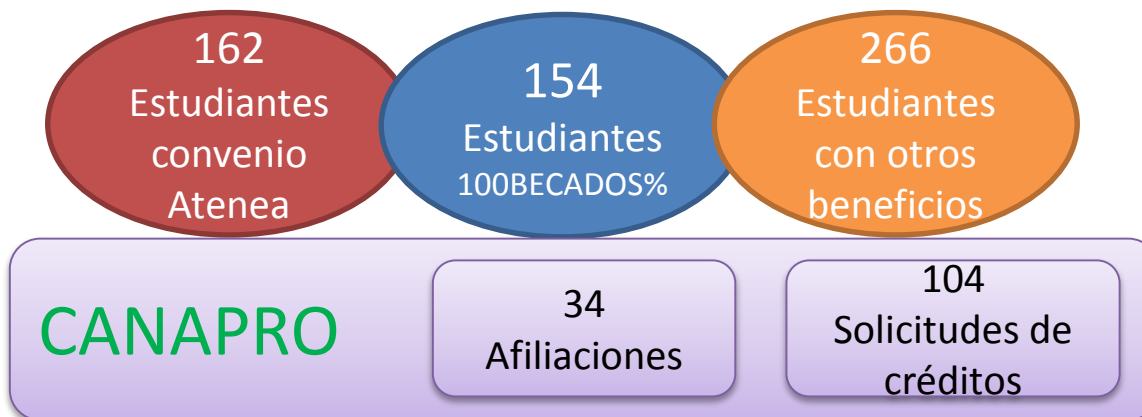 162
Estudiantes
convenio
Atenea
154
Estudiantes
100BECADOS%
266
Estudiantes
con otros
beneficios
CANAPRO
34
Afiliaciones
104
Solicitudes de
créditos